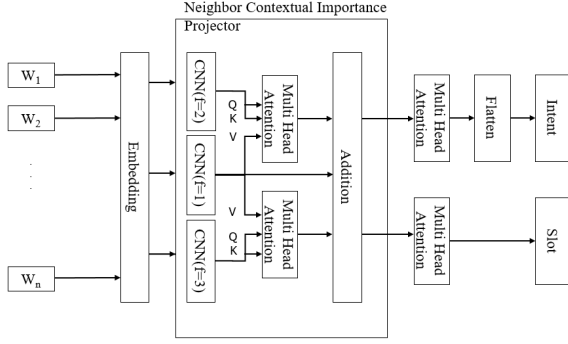 Neighbor Contextual Importance
Projector
W1
W2
.
.
.
Wn
Embedding
CNN(f=2)
CNN(f=1)
CNN(f=3)
Q
K
V
V
Q
K
Multi Head
Attention
Multi Head
Attention
Addition
Multi Head
Attention
Flatten
Intent
Multi Head
Attention
Slot